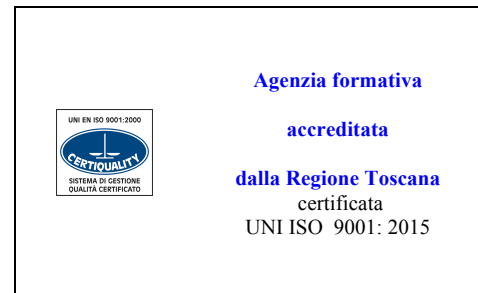 UNI EN ISO 9001:2000
CERTIQUALITY
SISTEMA DI GESTIONE
QUALITÀ CERTIFICATO
Agenzia formativa
accreditata
dalla Regione Toscana
certificata
UNI ISO 9001: 2015